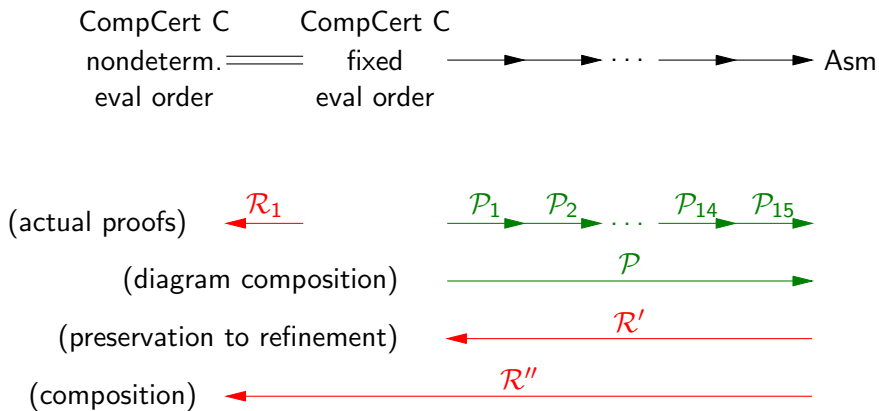 CompCert C CompCert C
nondeterm. fixed · · · Asm
eval order eval order
(actual proofs) R₁ P₁ P₂ · · · P₁₄ P₁₅
(diagram composition) P
(preservation to refinement) R′
(composition) R′′